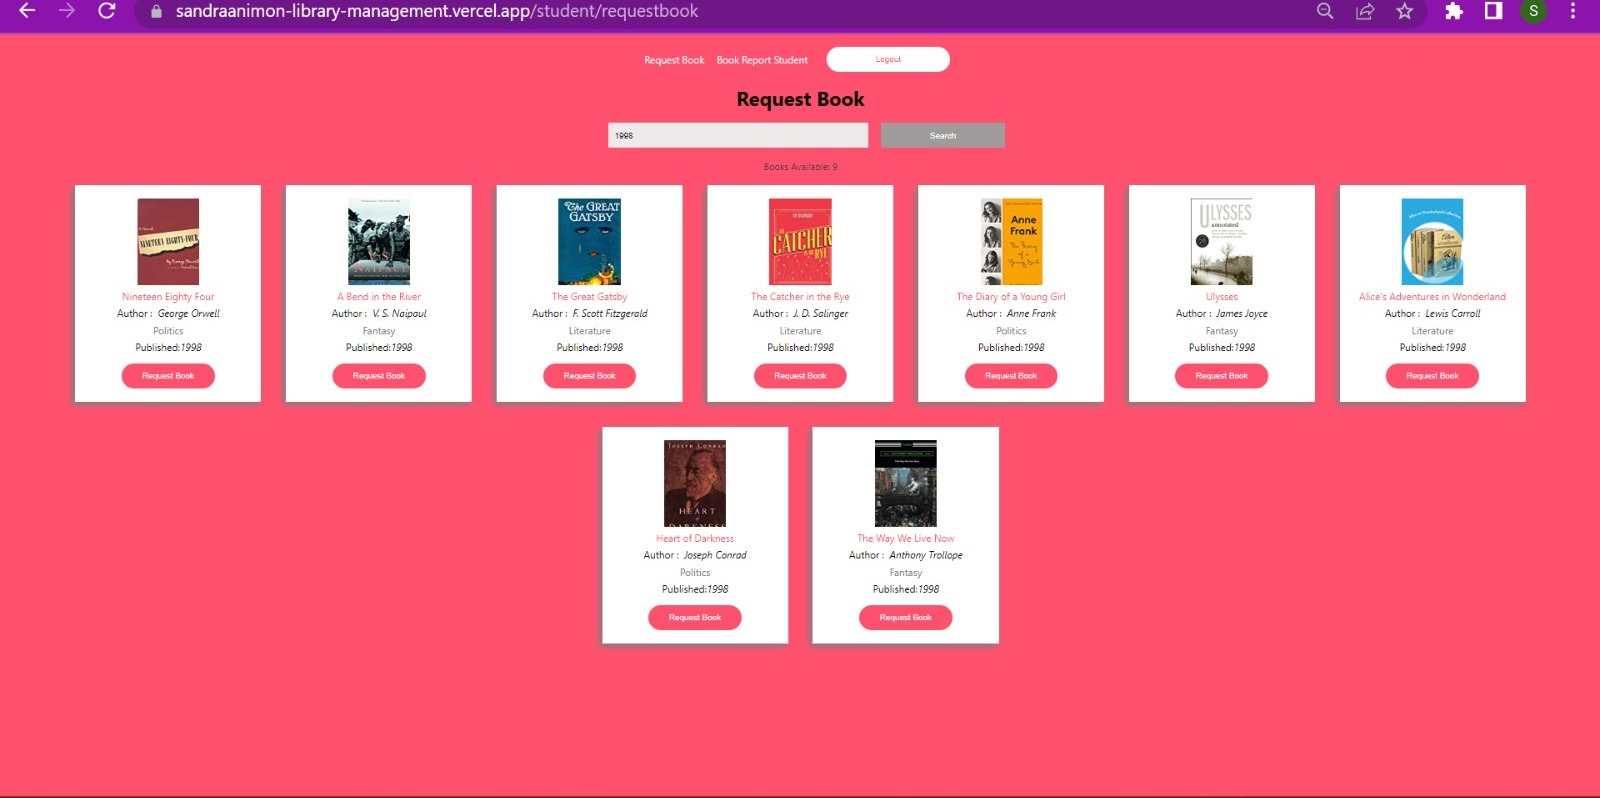 sandraanimon-library-management.vercel.app/student/requestbook
S
Request Book Book Report Student Logout
Request Book
1998 Search
Books Available: 9
NINETEEN EIGHTY-FOUR
NAIPAUL
The GREAT
GATSBY
THE
CATCHER
IN THE RYE
Anne
Frank
The Diary
of a
Young Girl
ULYSSES
annotated
Nineteen Eighty Four
Author : George Orwell
Politics
Published:1998
Request Book
A Bend in the River
Author : V. S. Naipaul
Fantasy
Published:1998
Request Book
The Great Gatsby
Author : F. Scott Fitzgerald
Literature
Published:1998
Request Book
The Catcher in the Rye
Author : J. D. Salinger
Literature
Published:1998
Request Book
The Diary of a Young Girl
Author : Anne Frank
Politics
Published:1998
Request Book
Ulysses
Author : James Joyce
Fantasy
Published:1998
Request Book
Alice's Adventures in Wonderland
Author : Lewis Carroll
Literature
Published:1998
Request Book
JOSEPH CONRAD
HEART
of
DARKNESS
Heart of Darkness
Author : Joseph Conrad
Politics
Published:1998
Request Book
The Way We Live Now
Author : Anthony Trollope
Fantasy
Published:1998
Request Book